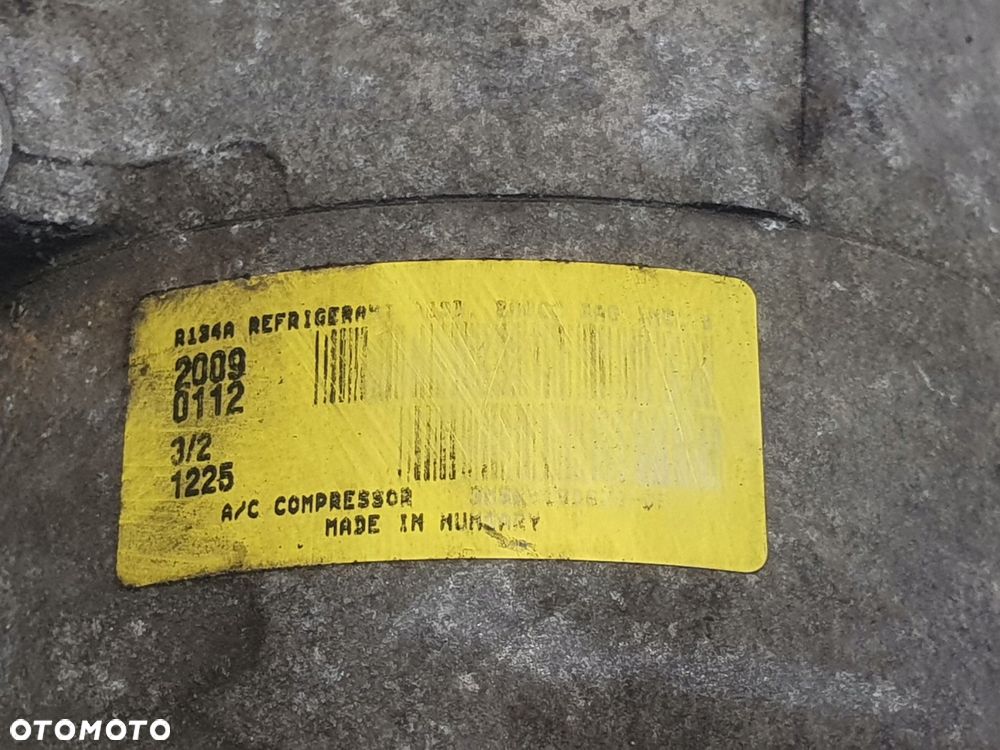 R134A REFRIGERANT
2009
0112
3/2
1225
A/C COMPRESSOR
MADE IN HUNGARY
OTOMOTO